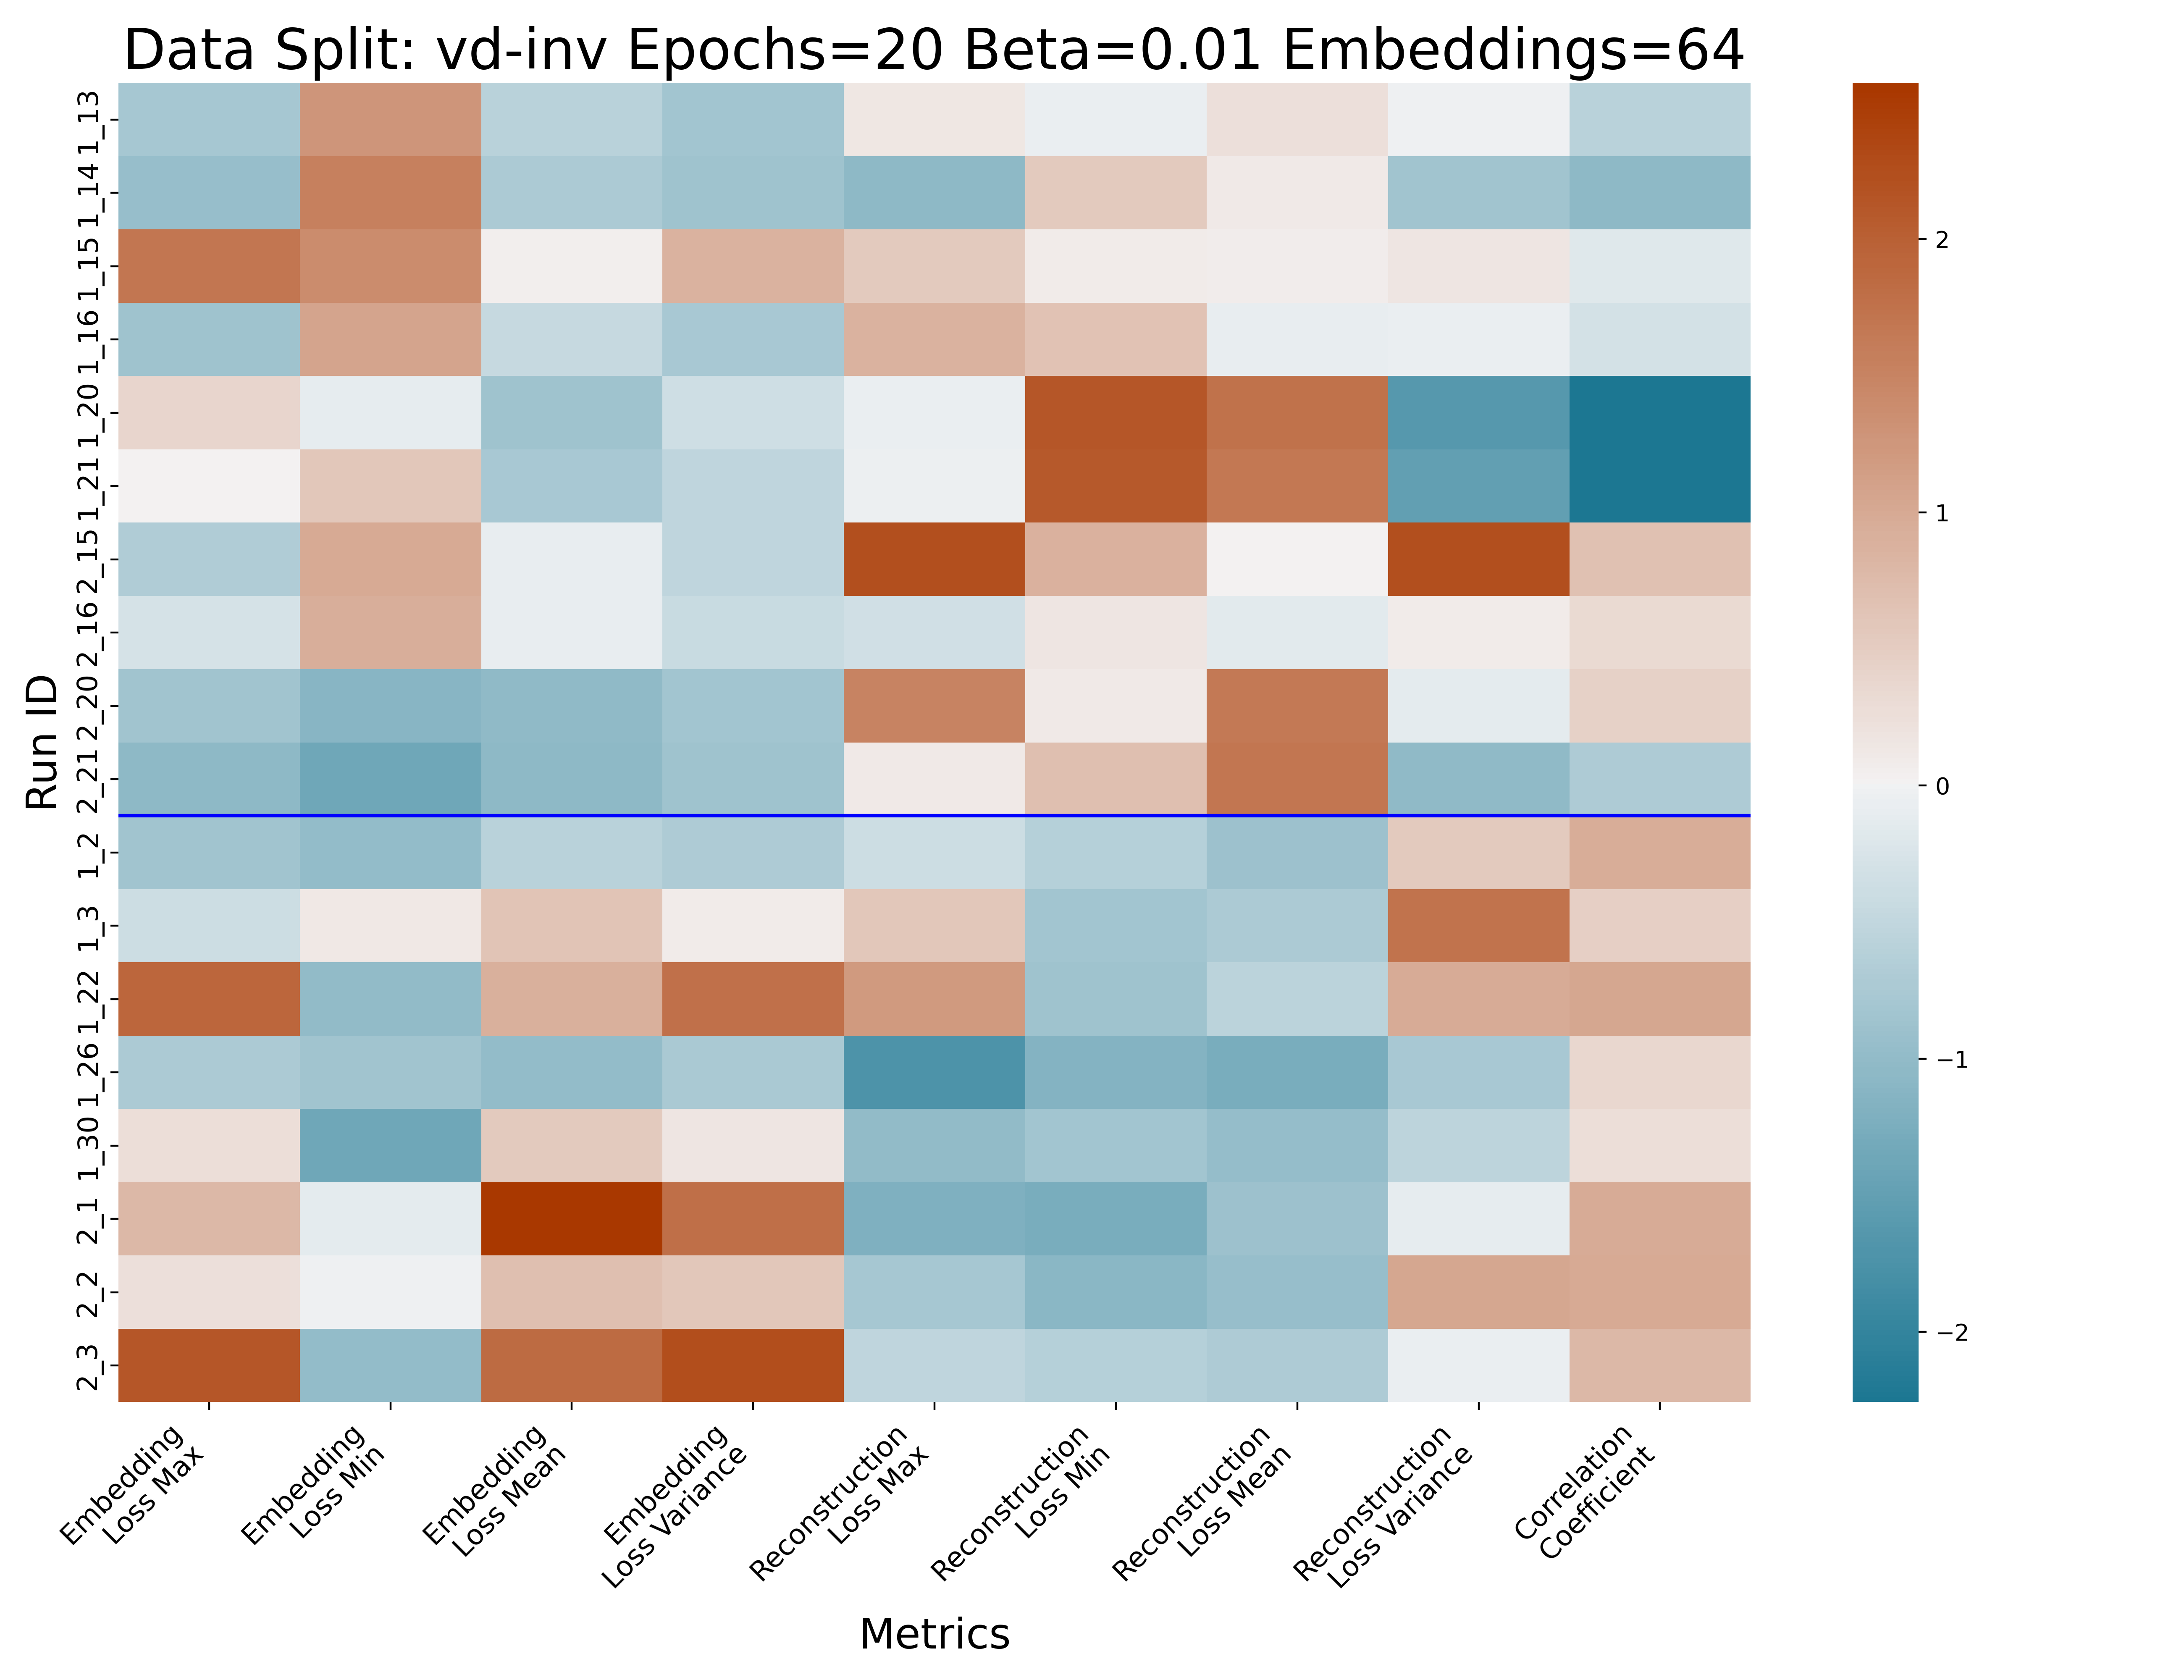 Data Split: vd-inv Epochs=20 Beta=0.01 Embeddings=64
Run ID
1_13
1_14
1_15
1_16
1_20
1_21
2_15
2_16
2_20
2_21
1_2
1_3
1_22
1_26
1_30
2_1
2_2
2_3
Embedding
Loss Max
Embedding
Loss Min
Embedding
Loss Mean
Embedding
Loss Variance
Reconstruction
Loss Max
Reconstruction
Loss Min
Reconstruction
Loss Mean
Reconstruction
Loss Variance
Correlation
Coefficient
Metrics
2
1
0
−1
−2